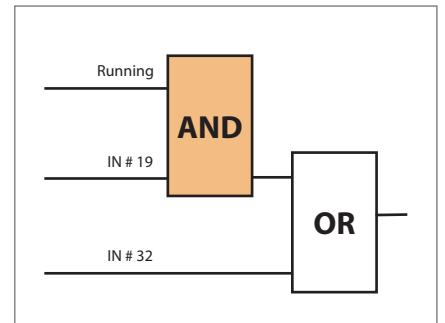 Running
AND
IN # 19
OR
IN # 32